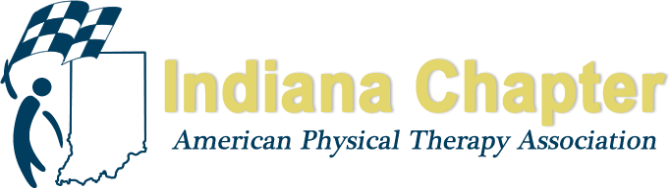 Indiana Chapter
American Physical Therapy Association